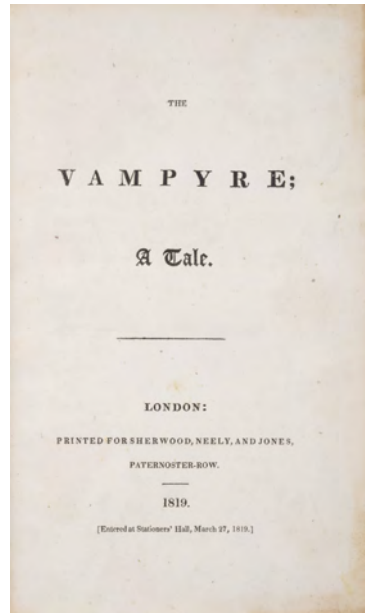 THE
VAMPYRE;
A Tale.
LONDON:
PRINTED FOR SHERWOOD, NEELY, AND JONES,
PATERNOSTER-ROW.
1819.
[Entered at Stationers' Hall, March 27, 1819.]